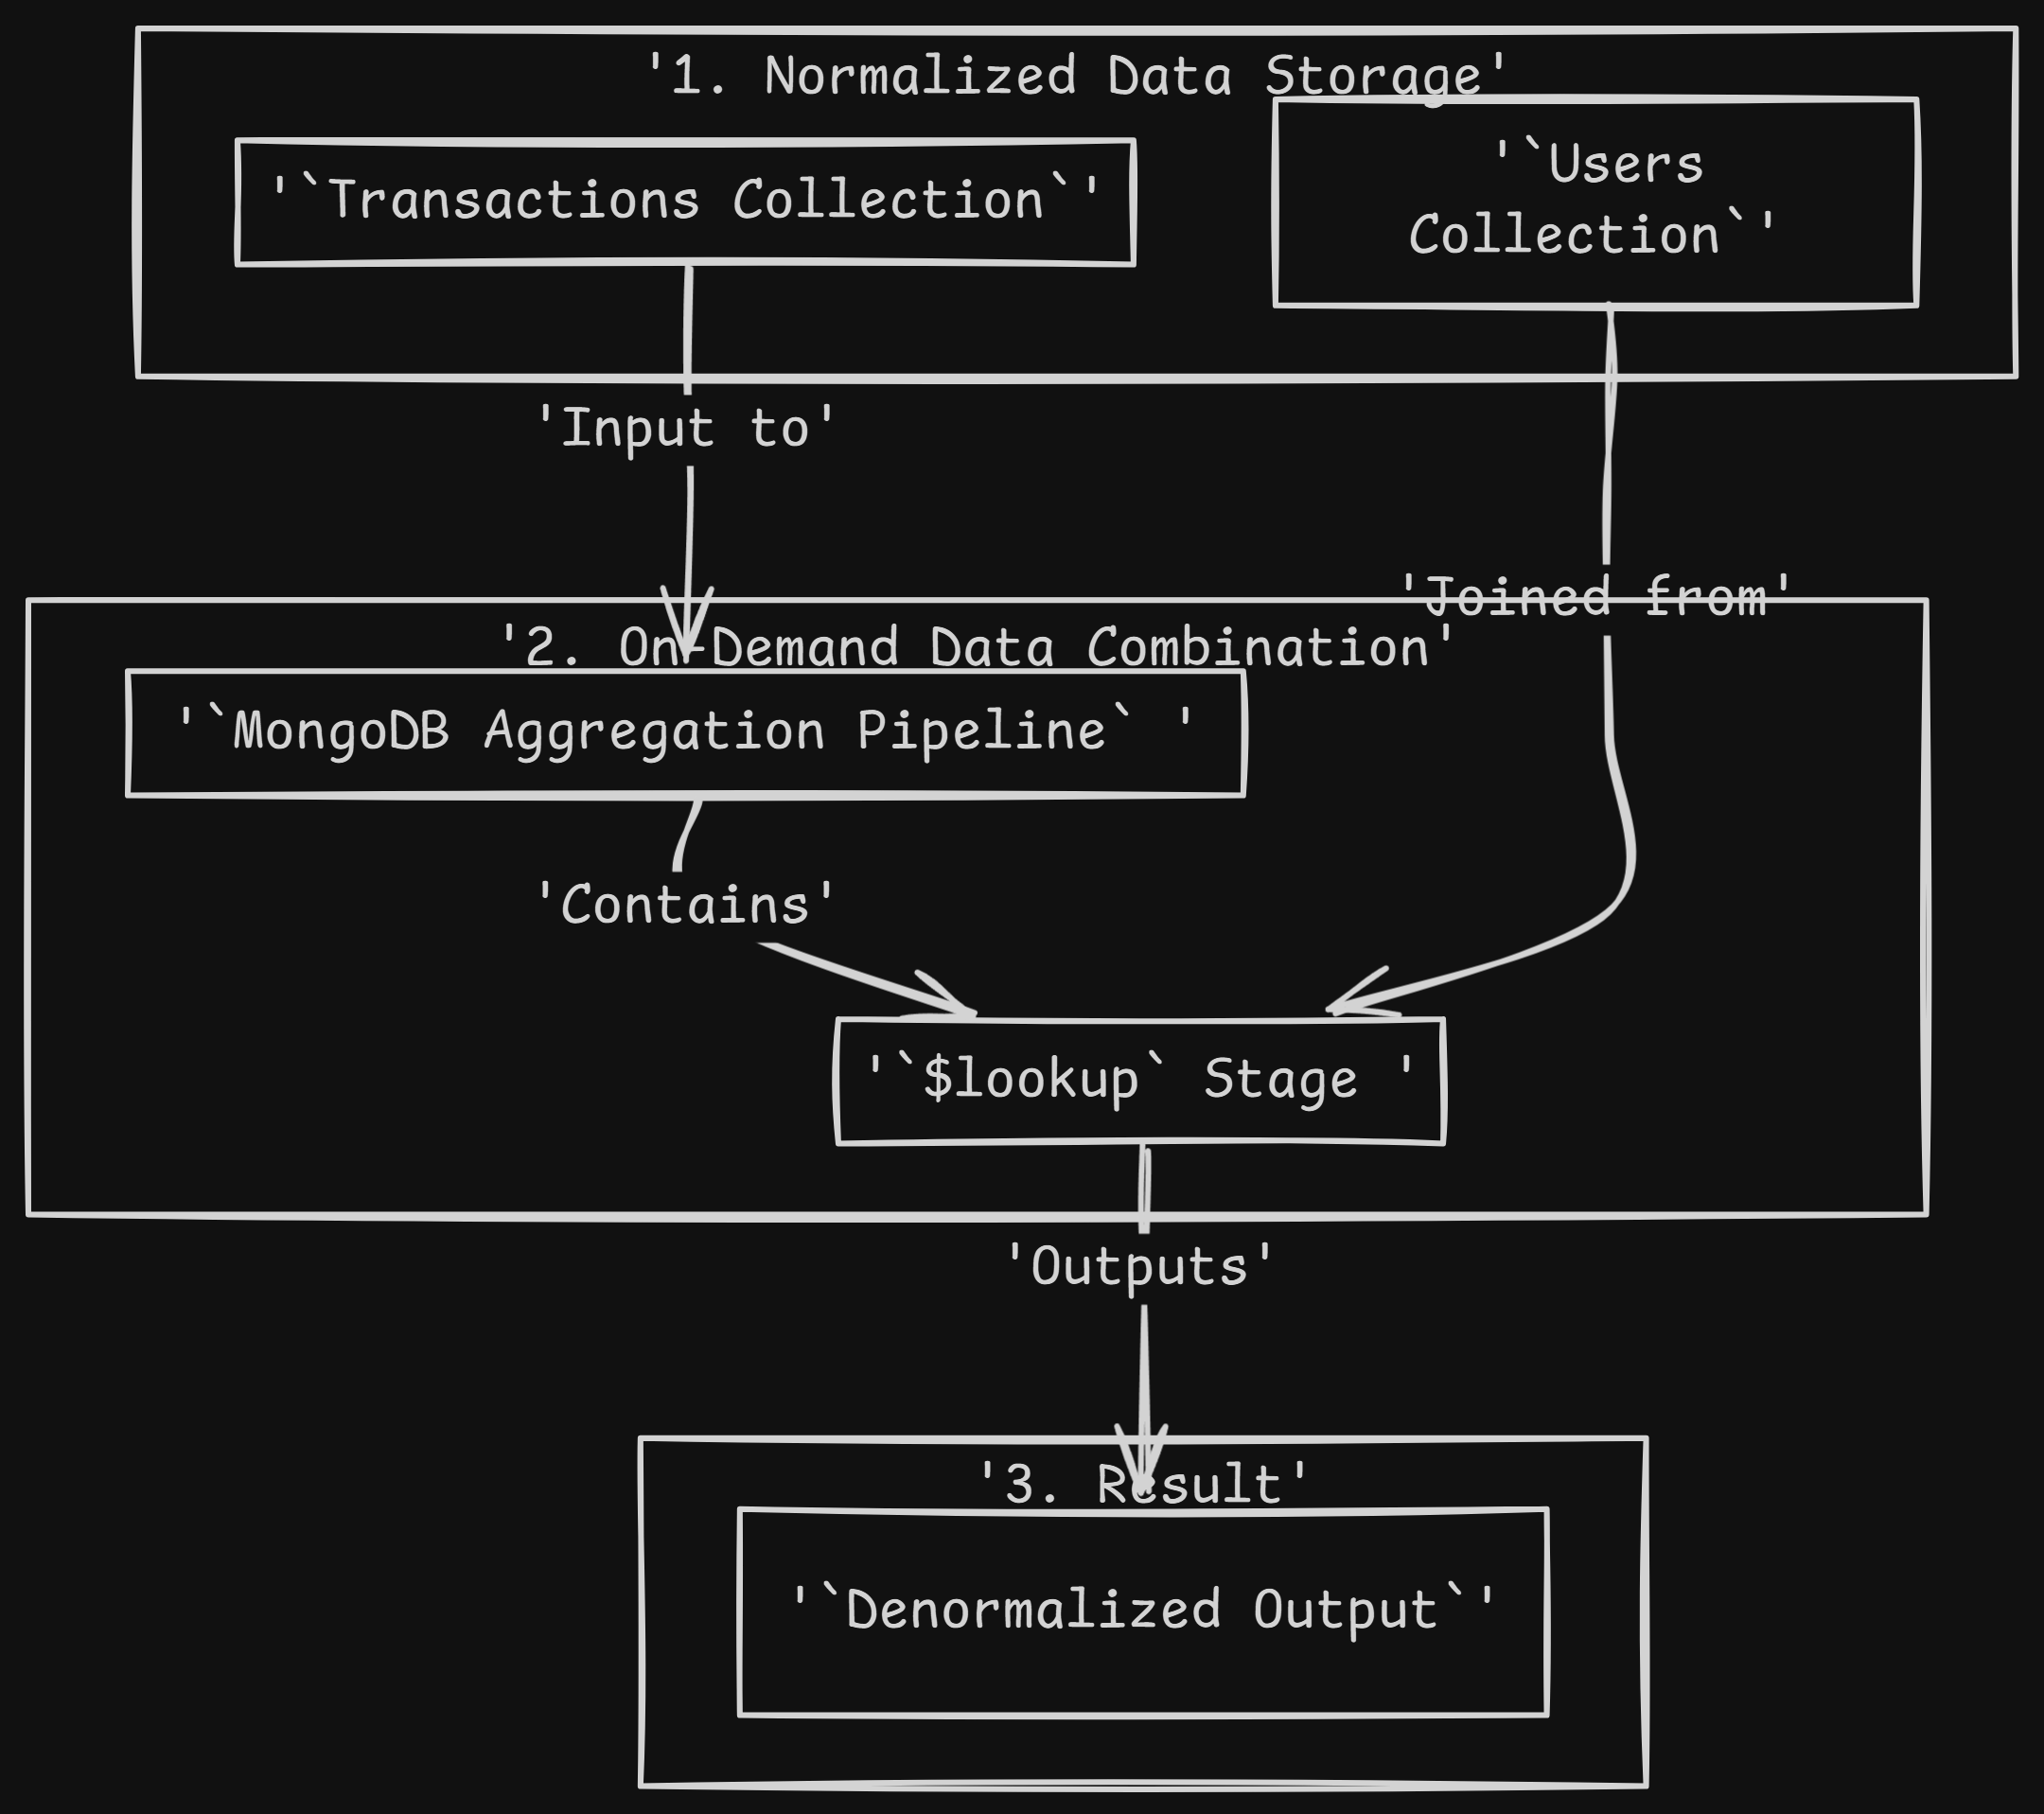 '1. Normalized Data Storage'
'`Transactions Collection`'
'`Users
Collection`'
'Input to'
'Joined from'
'2. On-Demand Data Combination'
'`MongoDB Aggregation Pipeline` '
'Contains'
'`$lookup` Stage '
'Outputs'
'3. Result'
'`Denormalized Output`'